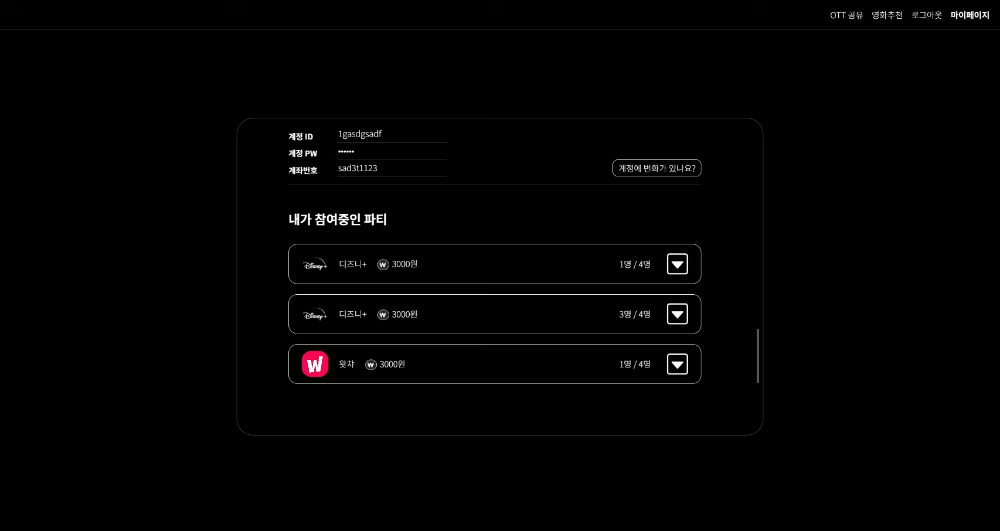 OTT 공유 영화추천 로그아웃 마이페이지
계정 ID 1gasdgsadf
계정 PW ••••••
계좌번호 sad3t1123
계정에 변화가 있나요?
내가 참여중인 파티
Disney+ 디즈니+ W 3000원 1명 / 4명
Disney+ 디즈니+ W 3000원 3명 / 4명
W 왓챠 W 3000원 1명 / 4명